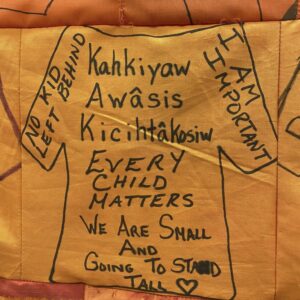 NO KID
LEFT BEHIND
I AM
IMPORTANT
Kahkiyaw
Awâsis
Kicihtâkosiw
EVERY
CHILD
MATTERS
WE ARE SMALL
AND
GOING TO STAND
TALL ♡